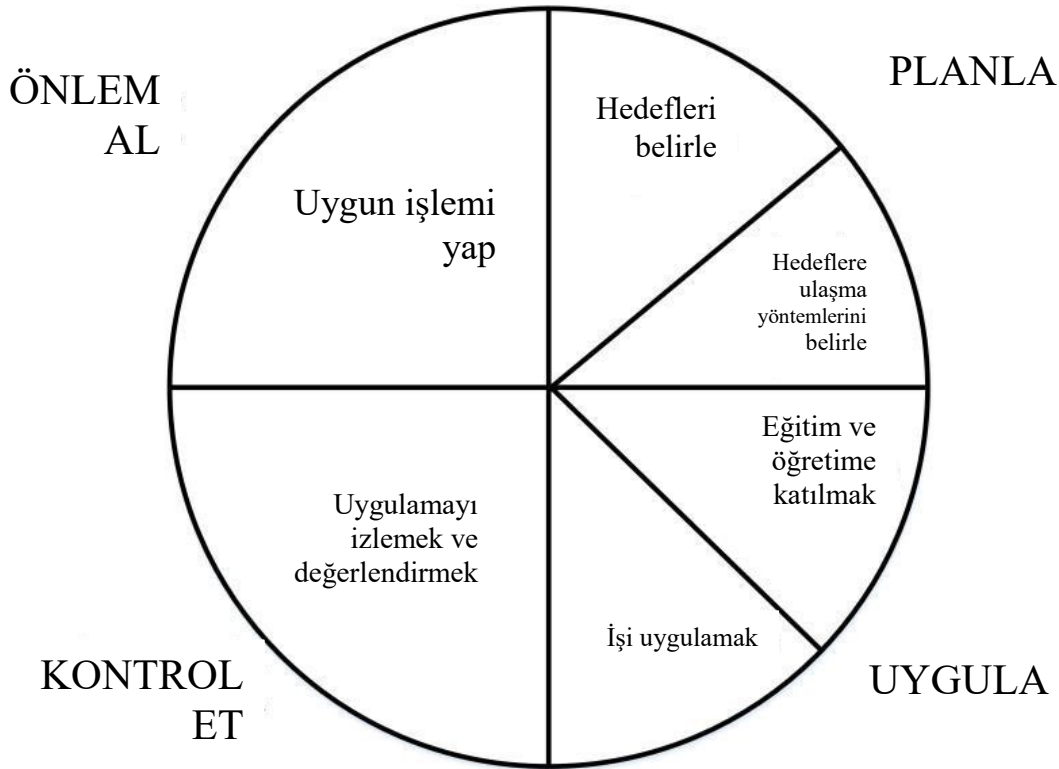 ÖNLEM
AL
PLANLA
Hedefleri
belirle
Uygun işlemi
yap
Hedeflere
ulaşma
yöntemlerini
belirle
Eğitim ve
öğretime
katılmak
Uygulamayı
izlemek ve
değerlendirmek
İşi uygulamak
KONTROL
ET
UYGULA